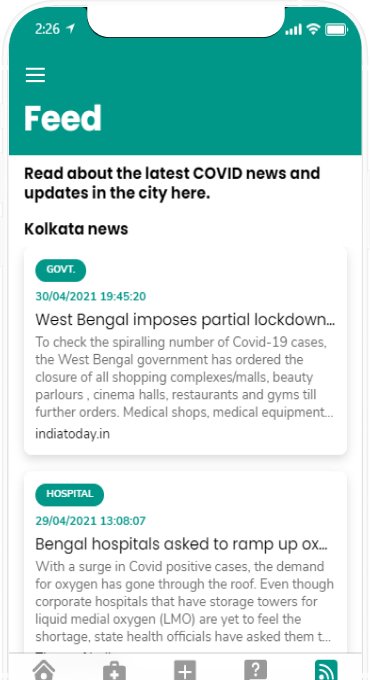 2:26
Feed
Read about the latest COVID news and
updates in the city here.
Kolkata news
GOVT.
30/04/2021 19:45:20
West Bengal imposes partial lockdown...
To check the spiralling number of Covid-19 cases,
the West Bengal government has ordered the
closure of all shopping complexes/malls, beauty
parlours , cinema halls, restaurants and gyms till
further orders. Medical shops, medical equipment...
indiatoday.in
HOSPITAL
29/04/2021 13:08:07
Bengal hospitals asked to ramp up ox...
With a surge in Covid positive cases, the demand
for oxygen has gone through the roof. Even though
corporate hospitals that have storage towers for
liquid medial oxygen (LMO) are yet to feel the
shortage, state health officials have asked them t...